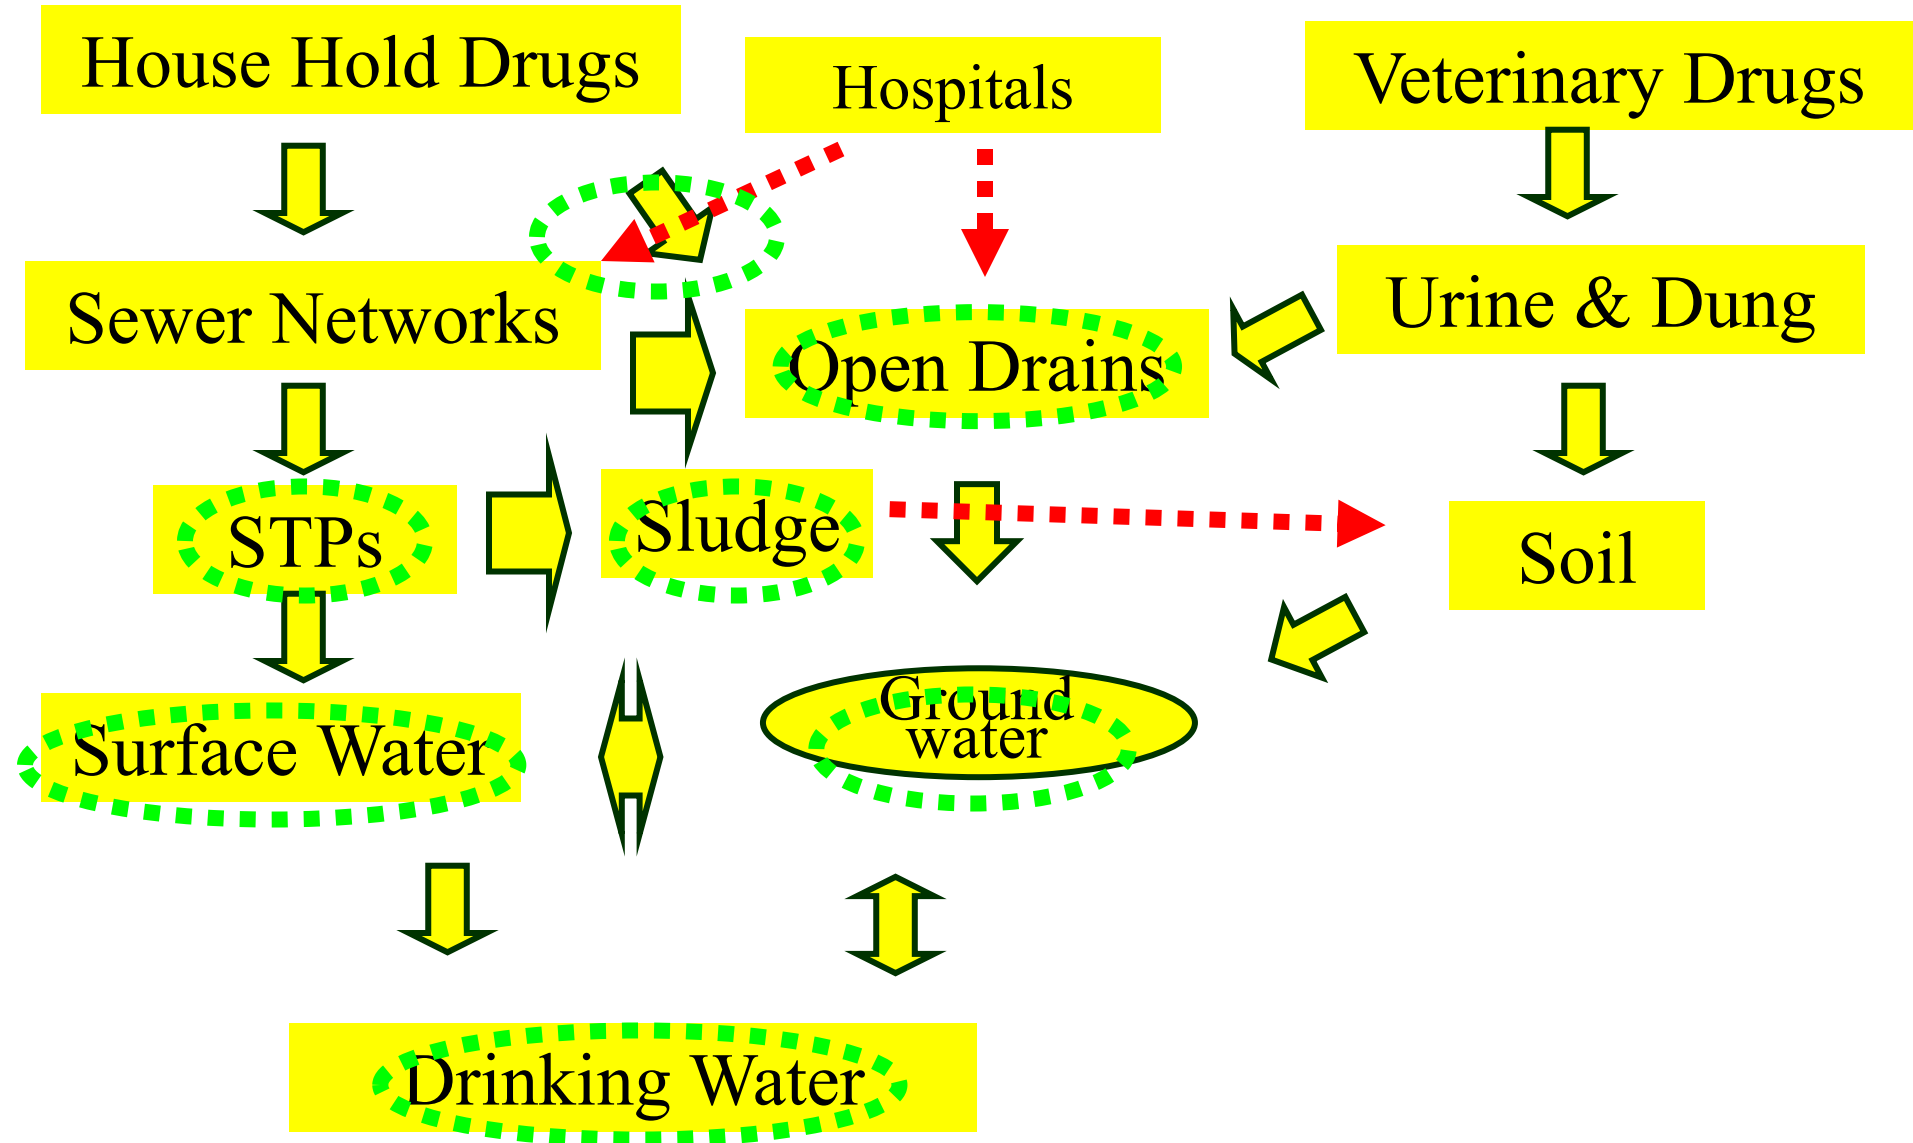 House Hold Drugs
Hospitals
Veterinary Drugs
Sewer Networks
Open Drains
Urine & Dung
STPs
Sludge
Soil
Surface Water
Ground
water
Drinking Water